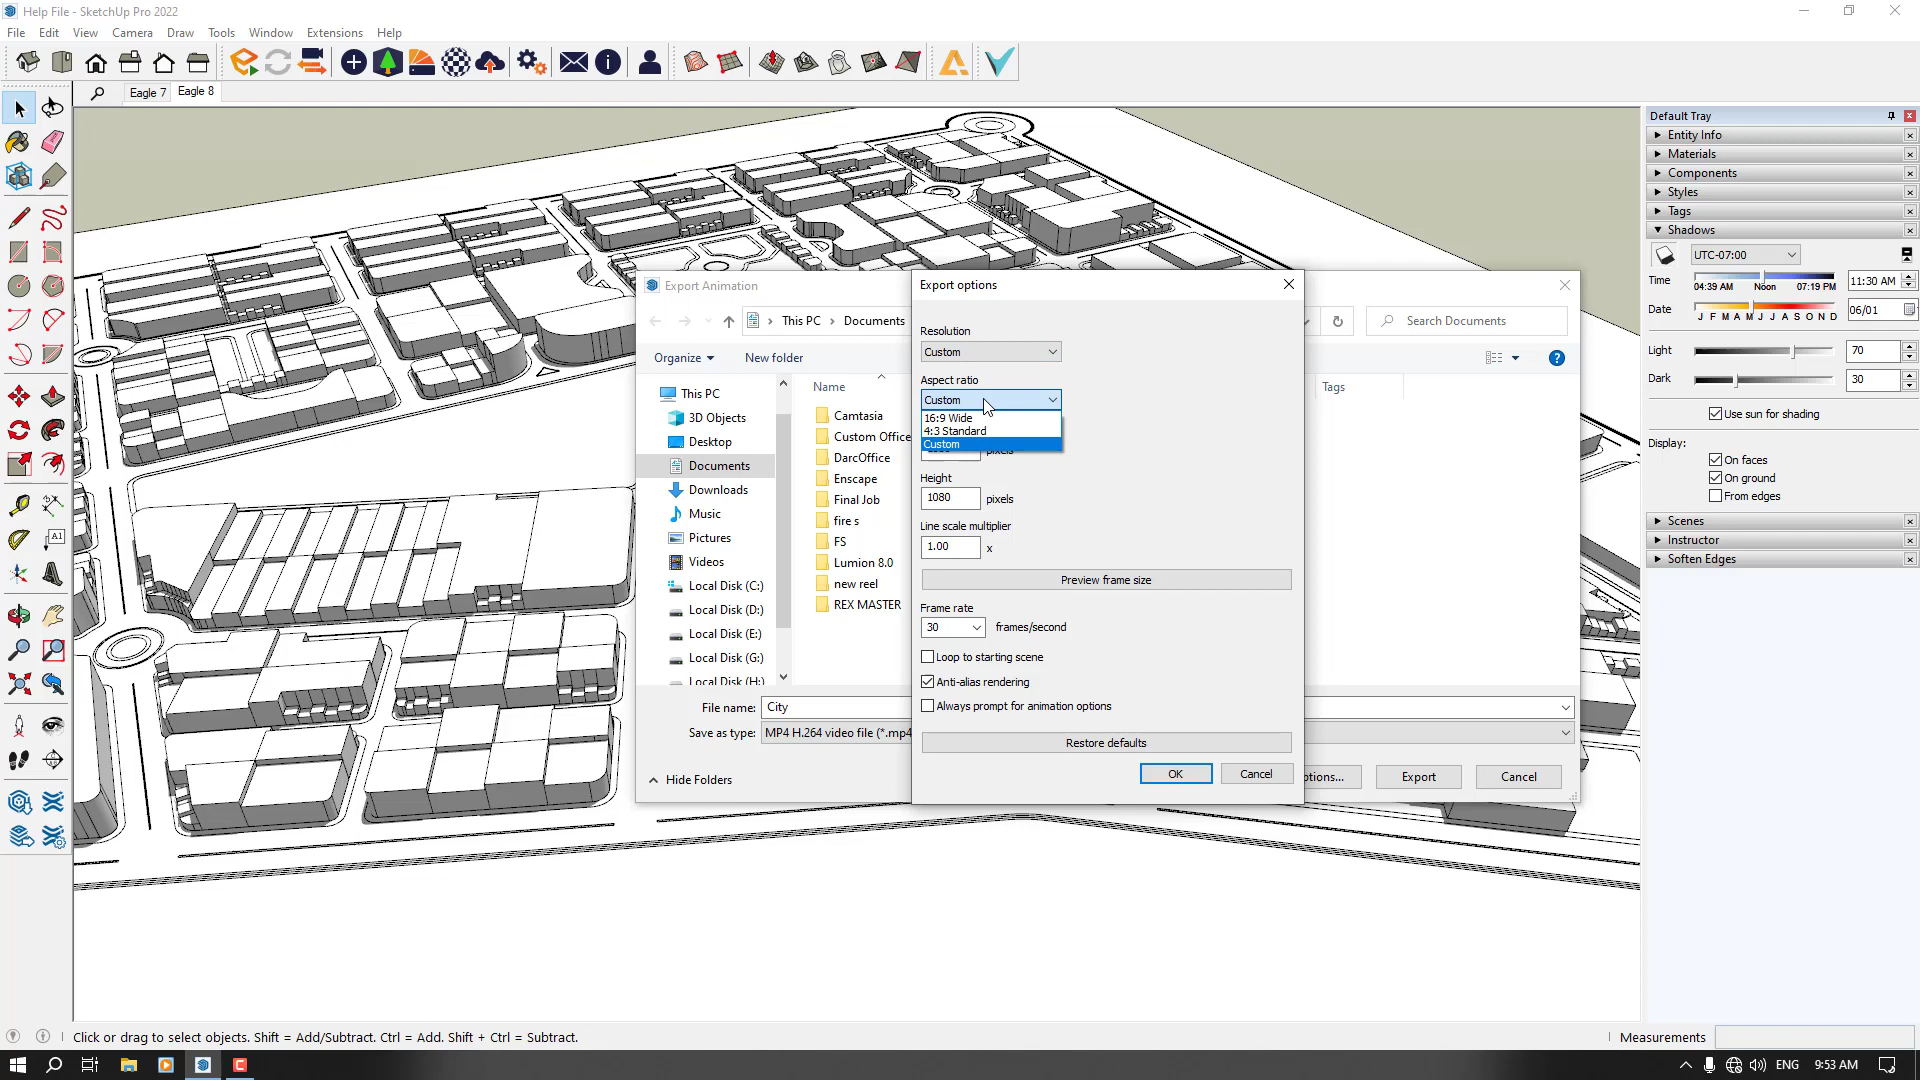 Help File - SketchUp Pro 2022
File Edit View Camera Draw Tools Window Extensions Help
Eagle 7 Eagle 8
Default Tray
Entity Info
Materials
Components
Styles
Tags
Shadows
UTC-07:00
Time
04:39 AM Noon 07:19 PM
11:30 AM
Date
J F M A M J J A S O N D
06/01
Light
70
Dark
30
Use sun for shading
Display:
On faces
On ground
From edges
Scenes
Instructor
Soften Edges
Export Animation
This PC > Documents
Search Documents
Organize New folder
This PC
3D Objects
Desktop
Documents
Downloads
Music
Pictures
Videos
Local Disk (C:)
Local Disk (D:)
Local Disk (E:)
Local Disk (G:)
Local Disk (H:)
Name
Camtasia
Custom Office
DarcOffice
Enscape
Final Job
fire s
FS
Lumion 8.0
new reel
REX MASTER
Tags
File name: City
Save as type: MP4 H.264 video file (*.mp4
Hide Folders
ptions... Export Cancel
Export options
Resolution
Custom
Aspect ratio
Custom
16:9 Wide
4:3 Standard
Custom
pixels
Height
1080 pixels
Line scale multiplier
1.00 x
Preview frame size
Frame rate
30 frames/second
Loop to starting scene
Anti-alias rendering
Always prompt for animation options
Restore defaults
OK Cancel
A1
Click or drag to select objects. Shift = Add/Subtract. Ctrl = Add. Shift + Ctrl = Subtract.
Measurements
ENG 9:53 AM